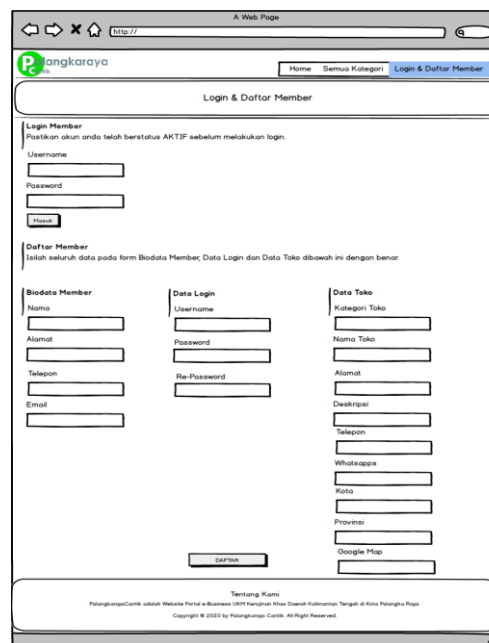 A Web Page
http://
Palangkaraya
Home Semua Kategori Login & Daftar Member
Login & Daftar Member
Login Member
Pastikan akun anda telah berstatus AKTIF sebelum melakukan login.
Username
Password
Masuk
Daftar Member
Isilah seluruh data pada form Biodata Member, Data Login dan Data Toko dibawah ini dengan benar.
Biodata Member
Nama
Alamat
Telepon
Email
Data Login
Username
Password
Re-Password
Data Toko
Kategori Toko
Nama Toko
Alamat
Deskripsi
Telepon
Whatsapps
Kota
Provinsi
Google Map
DAFTAR
Tentang Kami
PalangkarayaCantik adalah Website Portal e-Business UKM Kerajinan Khas Daerah Kalimantan Tengah di Kota Palangka Raya.
Copyright © 2020 by Palangkaraya Cantik. All Right Reserved.